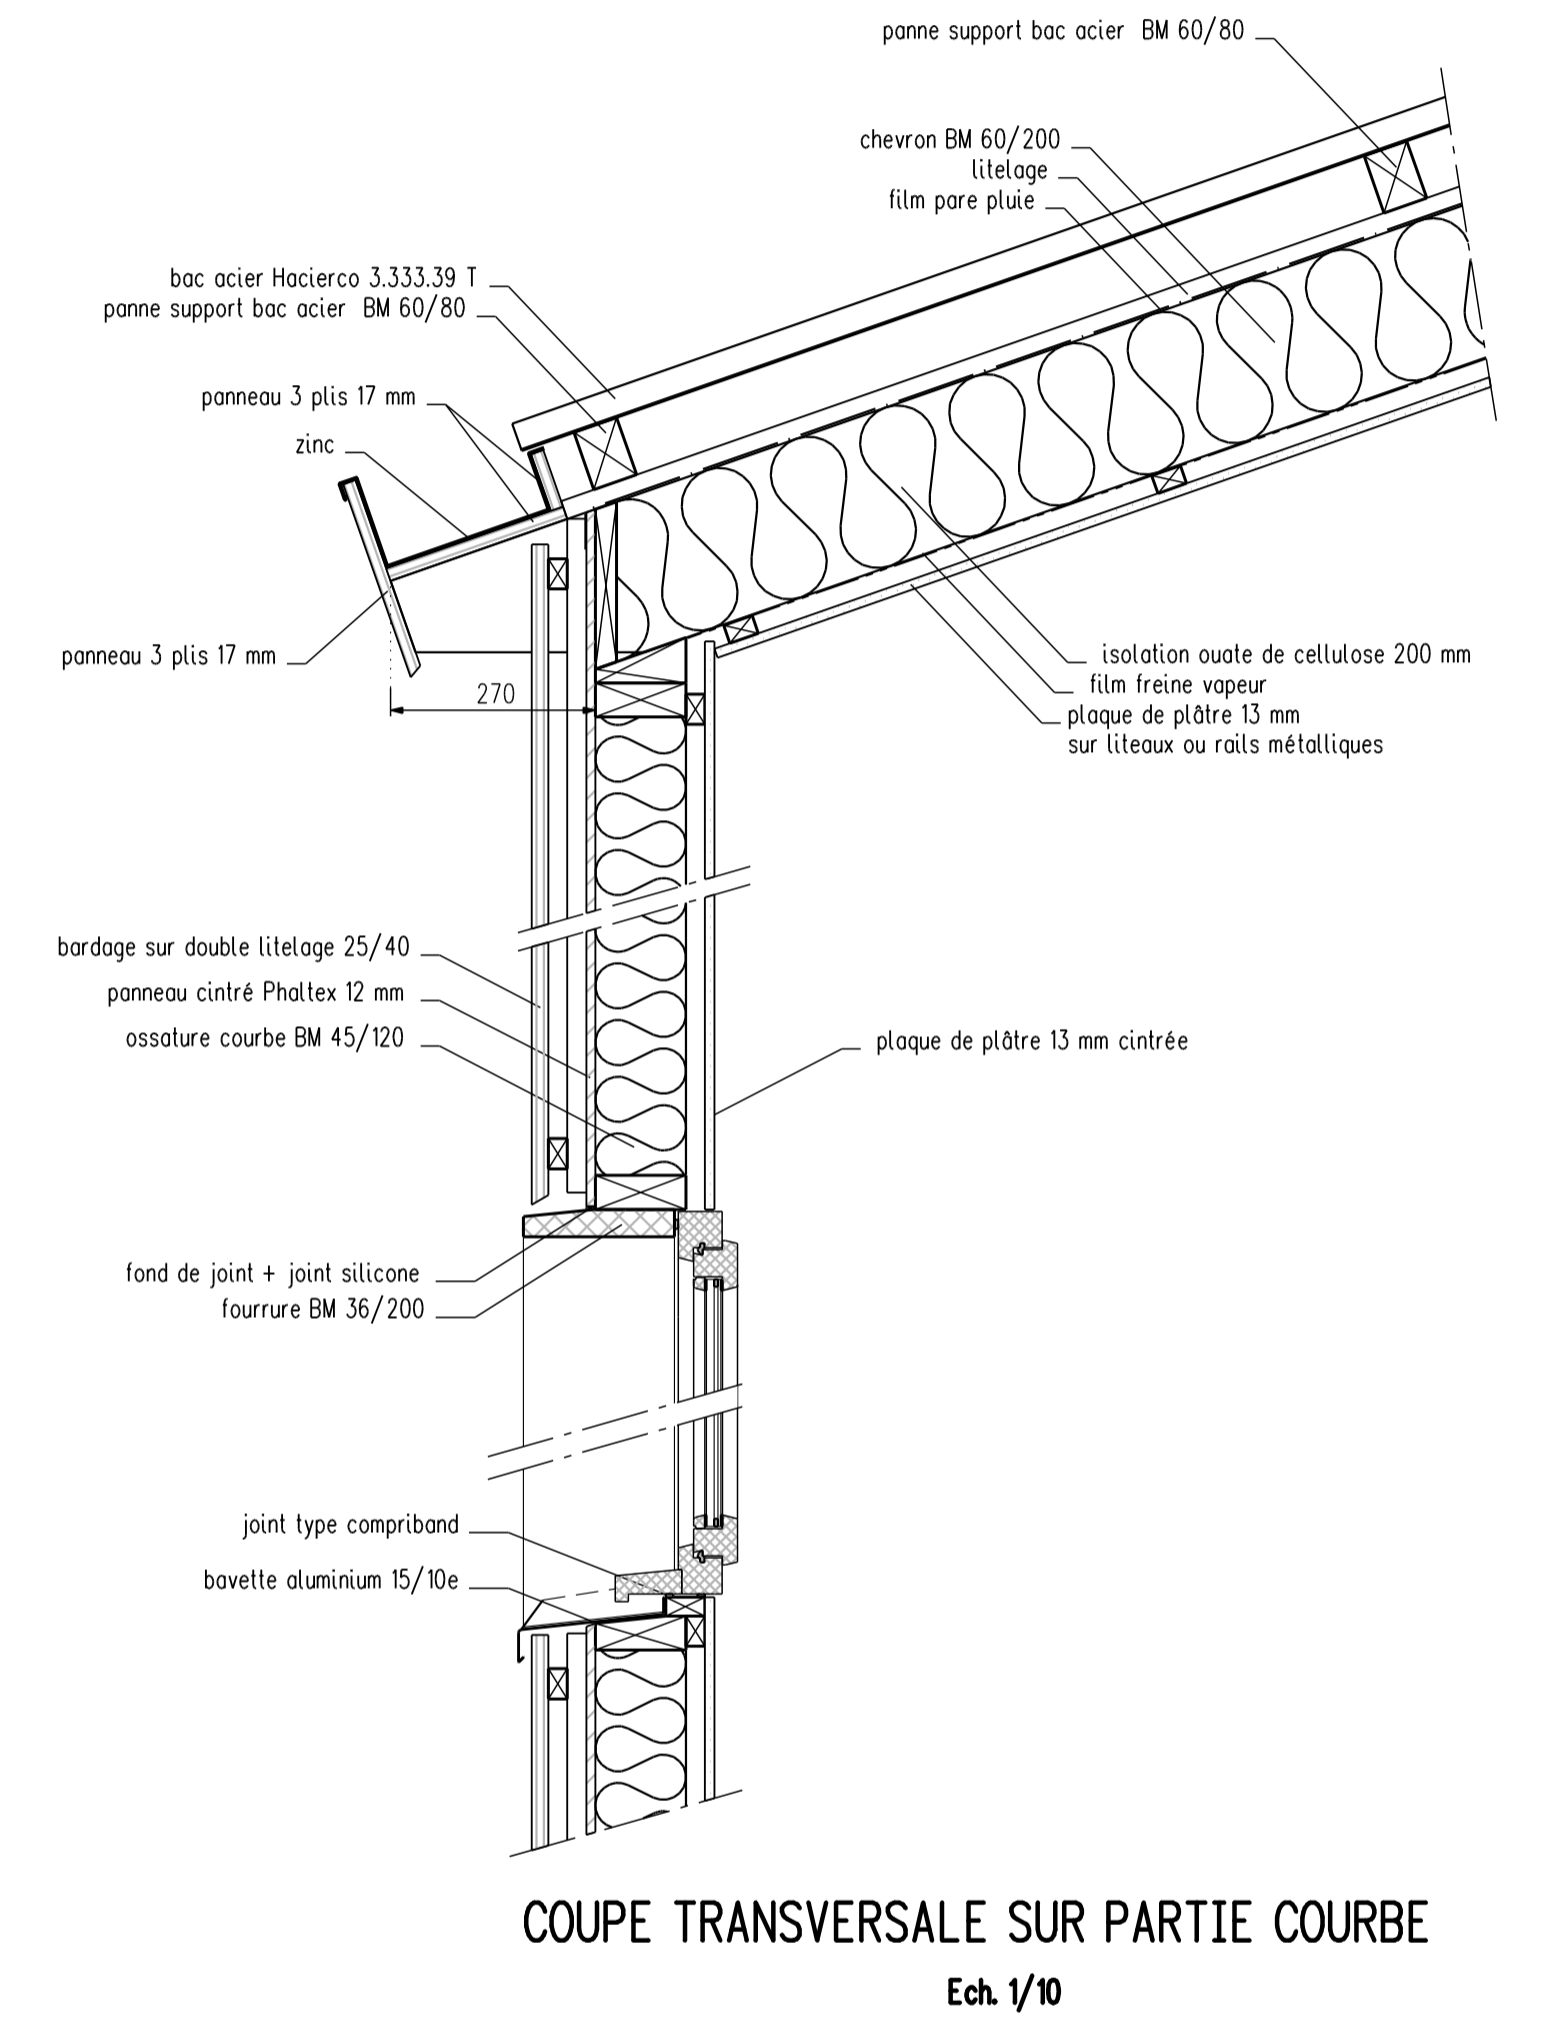 panne support bac acier BM 60/80
chevron BM 60/200
litelage
film pare pluie
bac acier Hacierco 3.333.39 T
panne support bac acier BM 60/80
panneau 3 plis 17 mm
zinc
panneau 3 plis 17 mm
270
isolation ouate de cellulose 200 mm
film freine vapeur
plaque de plâtre 13 mm
sur liteaux ou rails métalliques
bardage sur double litelage 25/40
panneau cintré Phaltex 12 mm
ossature courbe BM 45/120
plaque de plâtre 13 mm cintrée
fond de joint + joint silicone
fourrure BM 36/200
joint type compriband
bavette aluminium 15/10e
COUPE TRANSVERSALE SUR PARTIE COURBE
Ech. 1/10